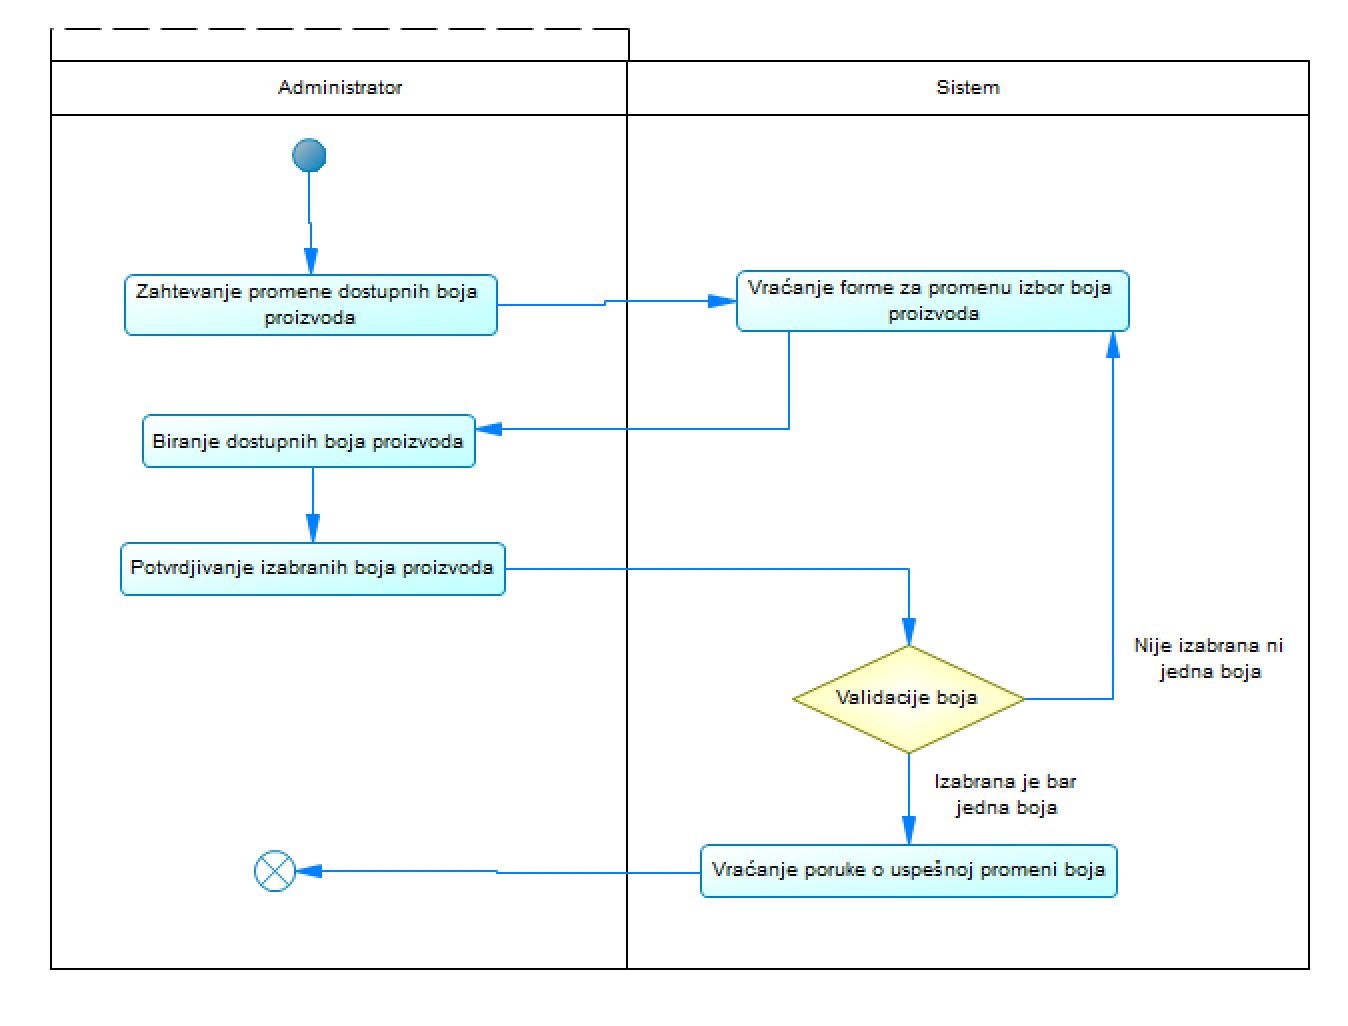 Administrator
Sistem
Zahtevanje promene dostupnih boja
proizvoda
Vraćanje forme za promenu izbor boja
proizvoda
Biranje dostupnih boja proizvoda
Potvrdjivanje izabranih boja proizvoda
Nije izabrana ni
jedna boja
Validacije boja
Izabrana je bar
jedna boja
Vraćanje poruke o uspešnoj promeni boja